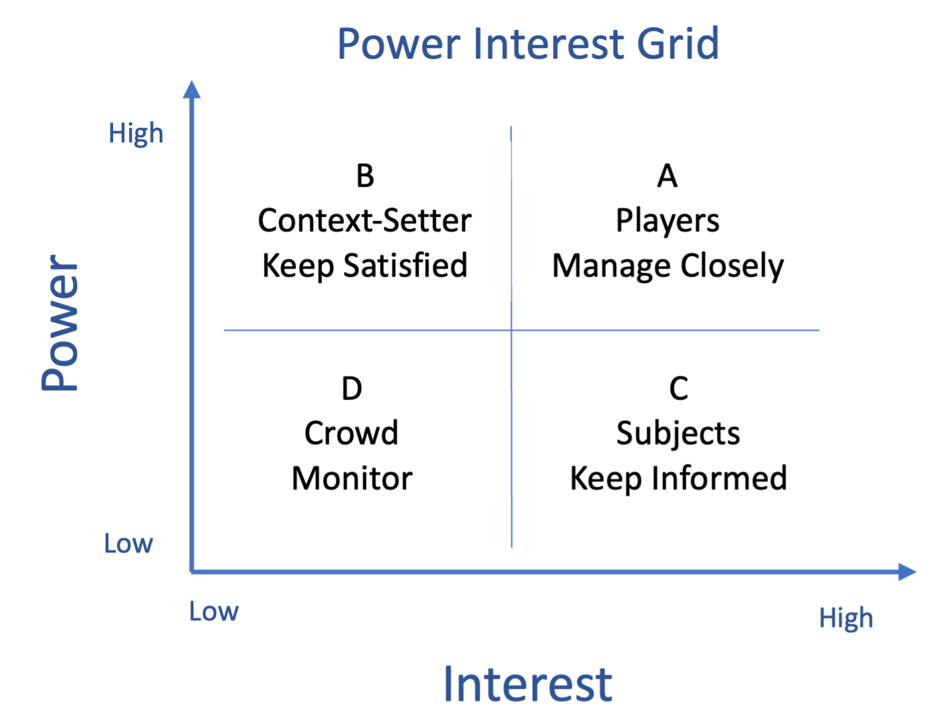 Power Interest Grid
High
B
Context-Setter
Keep Satisfied
A
Players
Manage Closely
Power
D
Crowd
Monitor
C
Subjects
Keep Informed
Low
Low
High
Interest